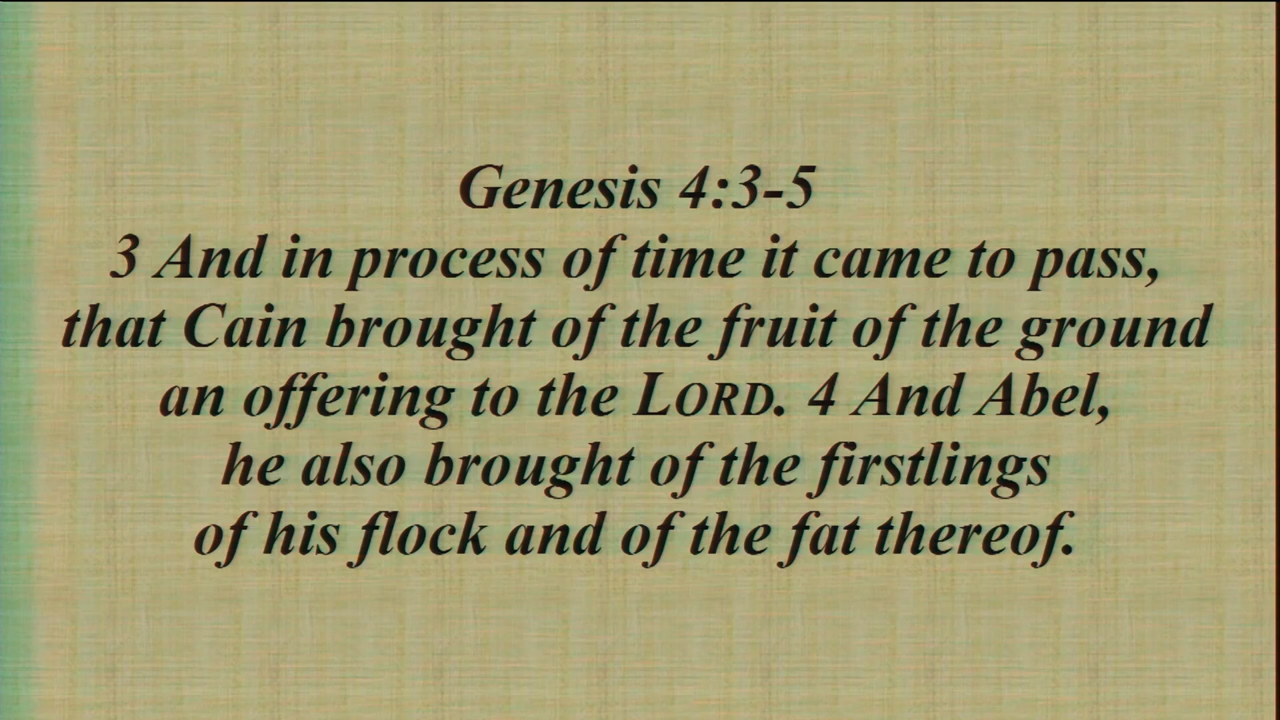 Genesis 4:3-5
3 And in process of time it came to pass,
that Cain brought of the fruit of the ground
an offering to the LORD. 4 And Abel,
he also brought of the firstlings
of his flock and of the fat thereof.